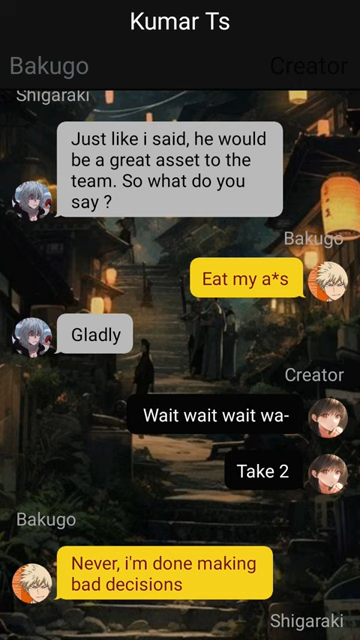 Kumar Ts
Bakugo
Creator
Shigaraki
Just like i said, he would
be a great asset to the
team. So what do you
say ?
Bakugo
Eat my a*s
Gladly
Creator
Wait wait wait wa-
Take 2
Bakugo
Never, i'm done making
bad decisions
Shigaraki